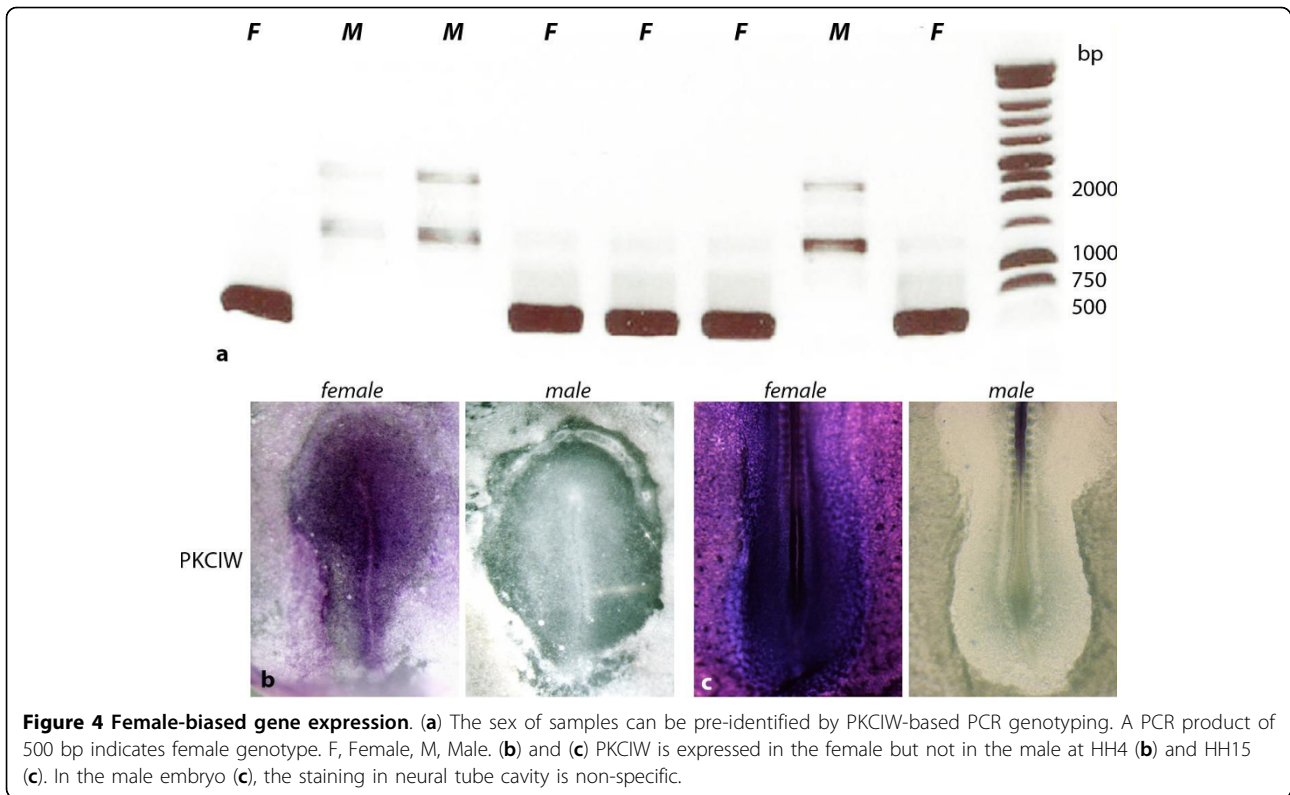 F M M F F F M F
bp
2000
1000
750
500
a
female male female male
PKCIW
b c
Figure 4 Female-biased gene expression. (a) The sex of samples can be pre-identified by PKCIW-based PCR genotyping. A PCR product of
500 bp indicates female genotype. F, Female, M, Male. (b) and (c) PKCIW is expressed in the female but not in the male at HH4 (b) and HH15
(c). In the male embryo (c), the staining in neural tube cavity is non-specific.